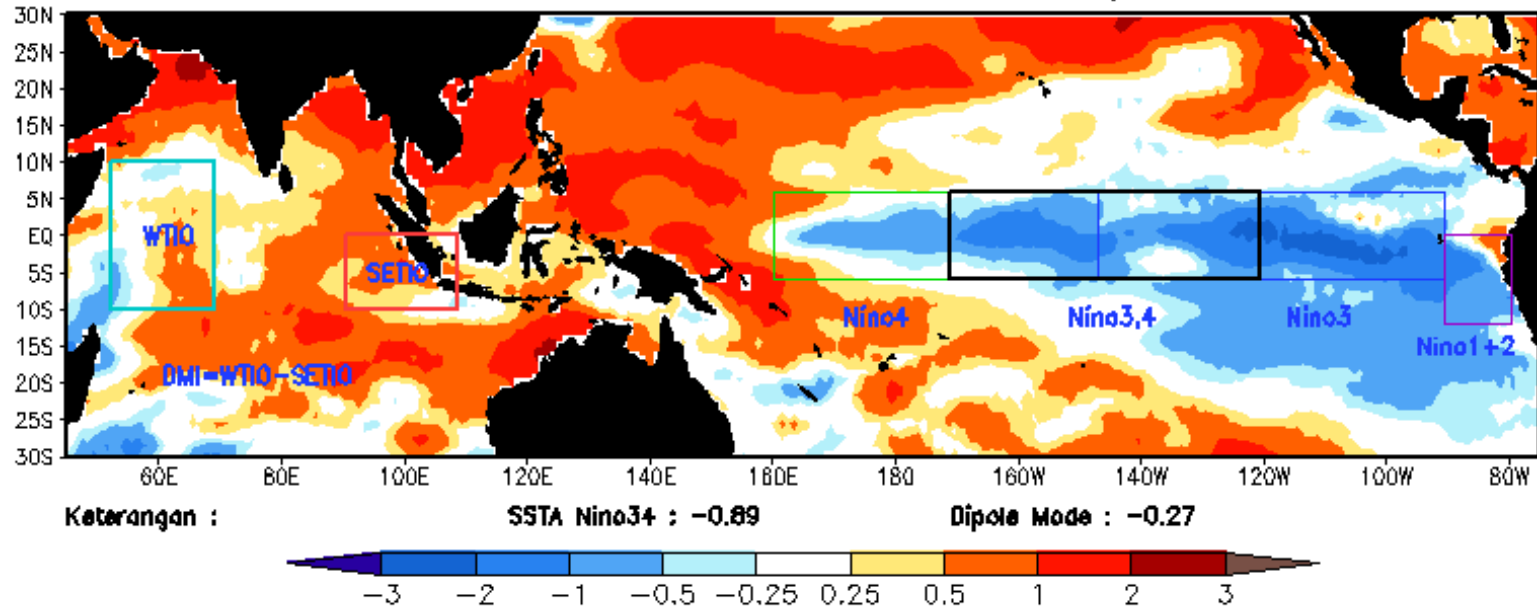 30N
25N
20N
15N
10N
5N
EQ
5S
10S
15S
20S
25S
30S
WTIO
SETIO
DMI=WTIO-SETIO
Nino4
Nino3,4
Nino3
Nino1+2
60E 80E 100E 120E 140E 160E 180 160W 140W 120W 100W 80W
Keterangan : SSTA Nino34 : -0.89 Dipole Mode : -0.27
-3 -2 -1 -0.5 -0.25 0.25 0.5 1 2 3